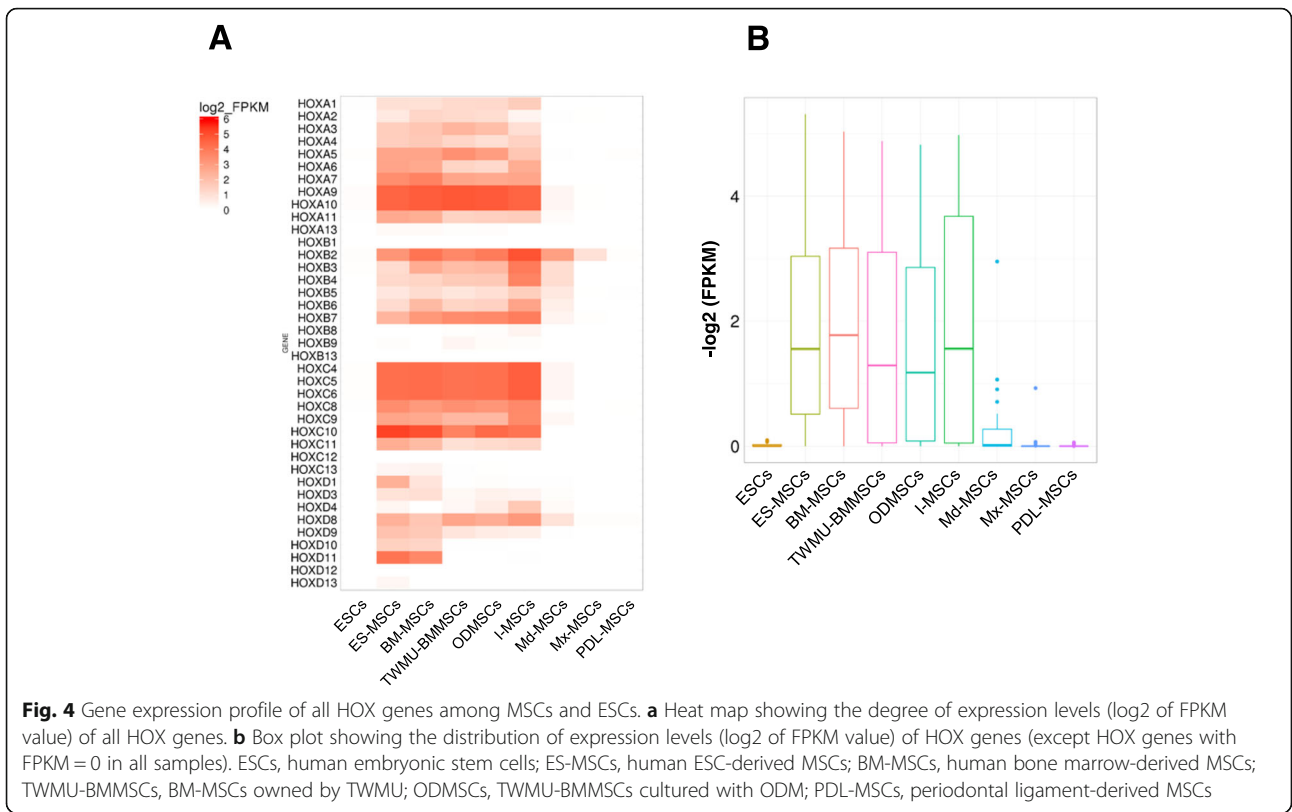 A
B
log2_FPKM
6
5
4
3
2
1
0
GENE
HOXA1
HOXA2
HOXA3
HOXA4
HOXA5
HOXA6
HOXA7
HOXA9
HOXA10
HOXA11
HOXA13
HOXB1
HOXB2
HOXB3
HOXB4
HOXB5
HOXB6
HOXB7
HOXB8
HOXB9
HOXB13
HOXC4
HOXC5
HOXC6
HOXC8
HOXC9
HOXC10
HOXC11
HOXC12
HOXC13
HOXD1
HOXD3
HOXD4
HOXD8
HOXD9
HOXD10
HOXD11
HOXD12
HOXD13
ESCs
ES-MSCs
BM-MSCs
TWMU-BMMSCs
ODMSCs
I-MSCs
Md-MSCs
Mx-MSCs
PDL-MSCs
-log2 (FPKM)
4
2
0
ESCs
ES-MSCs
BM-MSCs
TWMU-BMMSCs
ODMSCs
I-MSCs
Md-MSCs
Mx-MSCs
PDL-MSCs
Fig. 4 Gene expression profile of all HOX genes among MSCs and ESCs. a Heat map showing the degree of expression levels (log2 of FPKM
value) of all HOX genes. b Box plot showing the distribution of expression levels (log2 of FPKM value) of HOX genes (except HOX genes with
FPKM = 0 in all samples). ESCs, human embryonic stem cells; ES-MSCs, human ESC-derived MSCs; BM-MSCs, human bone marrow-derived MSCs;
TWMU-BMMSCs, BM-MSCs owned by TWMU; ODMSCs, TWMU-BMMSCs cultured with ODM; PDL-MSCs, periodontal ligament-derived MSCs